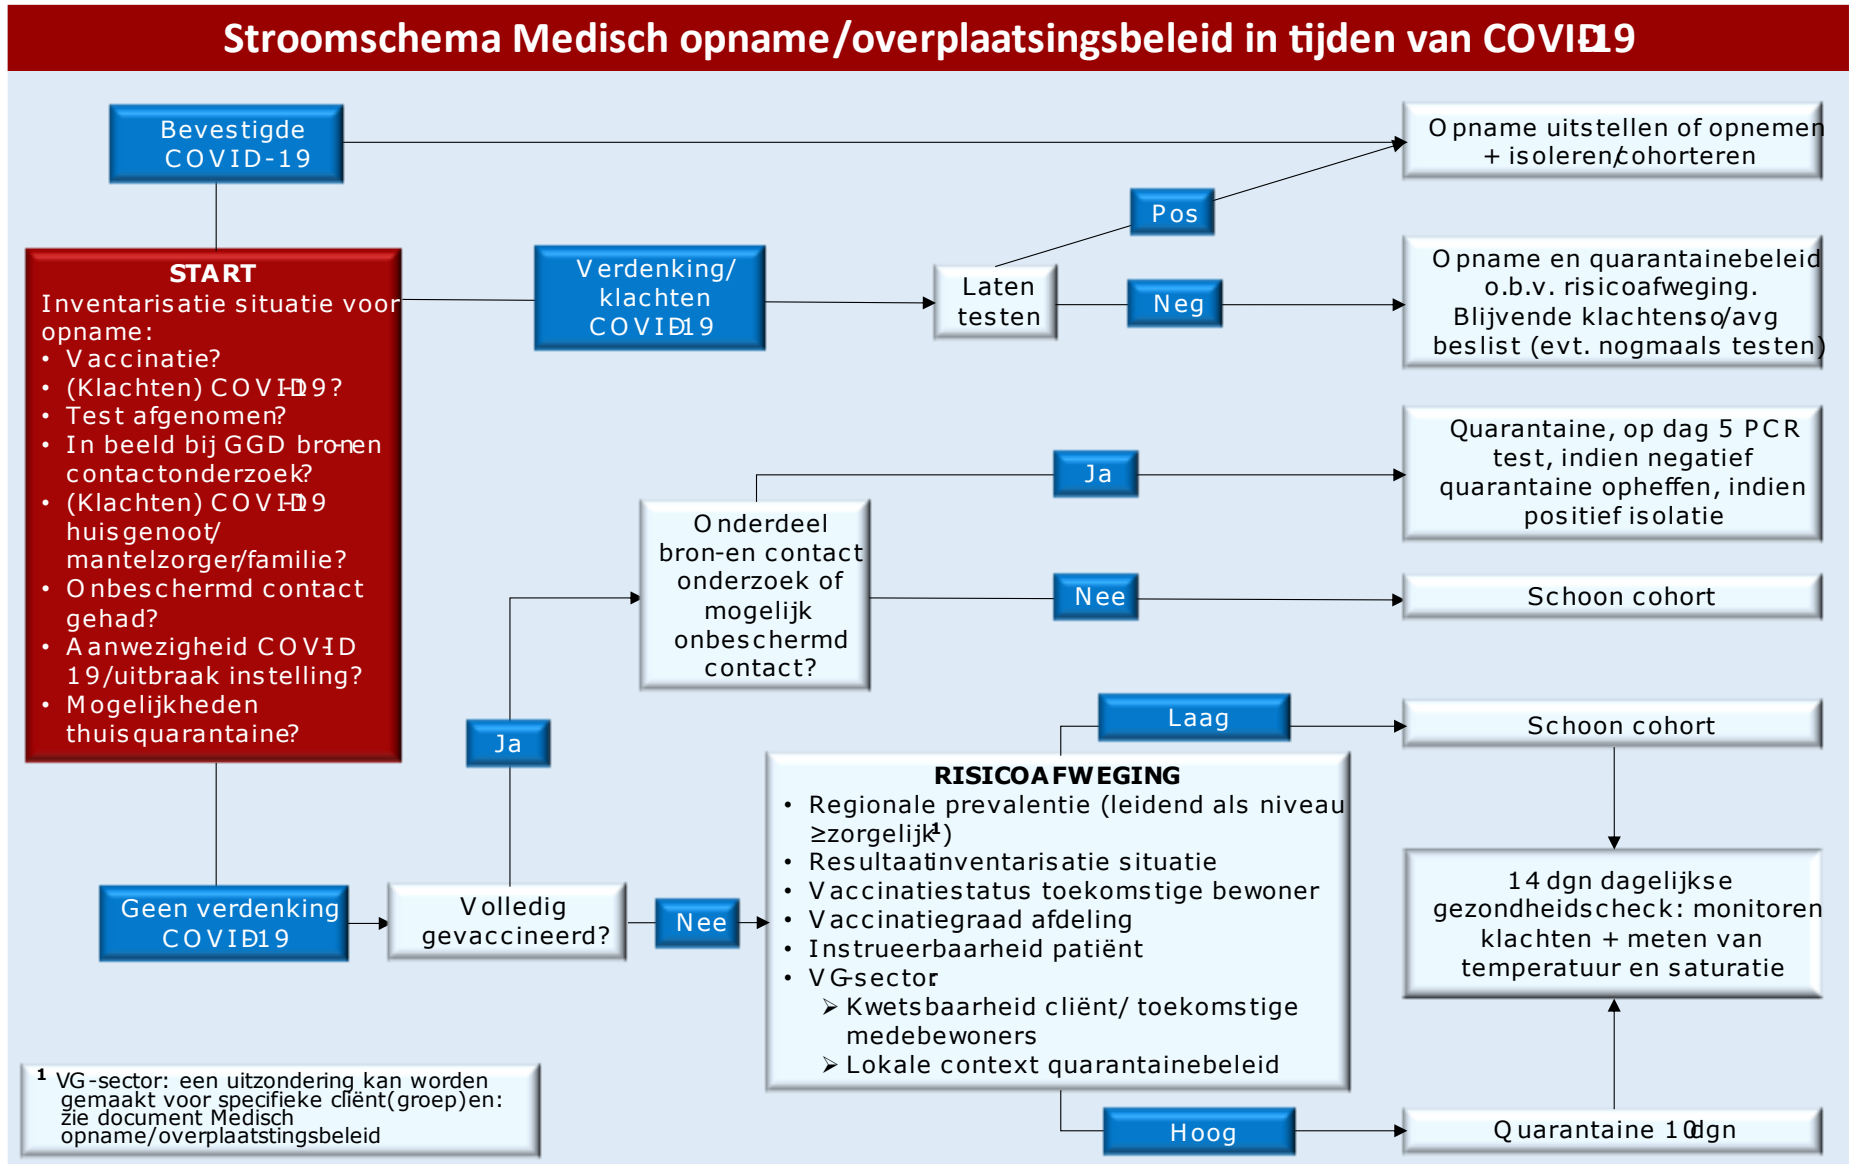 Stroomschema Medisch opname/overplaatsingsbeleid in tijden van COVID-19
Bevestigde
COVID-19
Opname uitstellen of opnemen
+ isoleren/cohorteren
Pos
START
Inventarisatie situatie voor
opname:
• Vaccinatie?
• (Klachten) COVID-19?
• Test afgenomen?
• In beeld bij GGD bron-en
contactonderzoek?
• (Klachten) COVID-19
huisgenoot/
mantelzorger/familie?
• Onbeschermd contact
gehad?
• Aanwezigheid COVID-
19/uitbraak instelling?
• Mogelijkheden
thuisquarantaine?
Verdenking/
klachten
COVID-19
Laten
testen
Neg
Opname en quarantainebeleid
o.b.v. risicoafweging.
Blijvende klachten: so/avg
beslist (evt. nogmaals testen)
Ja
Quarantaine, op dag 5 PCR
test, indien negatief
quarantaine opheffen, indien
positief isolatie
Onderdeel
bron-en contact
onderzoek of
mogelijk
onbeschermd
contact?
Nee
Schoon cohort
Ja
Laag
Schoon cohort
RISICOAFWEGING
• Regionale prevalentie (leidend als niveau
≥zorgelijk¹)
• Resultaat inventarisatie situatie
• Vaccinatiestatus toekomstige bewoner
• Vaccinatiegraad afdeling
• Instrueerbaarheid patiënt
• VG-sector:
➢ Kwetsbaarheid cliënt/ toekomstige
medebewoners
➢ Lokale context quarantainebeleid
14 dgn dagelijkse
gezondheidscheck: monitoren
klachten + meten van
temperatuur en saturatie
Geen verdenking
COVID-19
Volledig
gevaccineerd?
Nee
Hoog
Quarantaine 10 dgn
¹ VG-sector: een uitzondering kan worden
gemaakt voor specifieke cliënt(groep)en:
zie document Medisch
opname/overplaatstingsbeleid